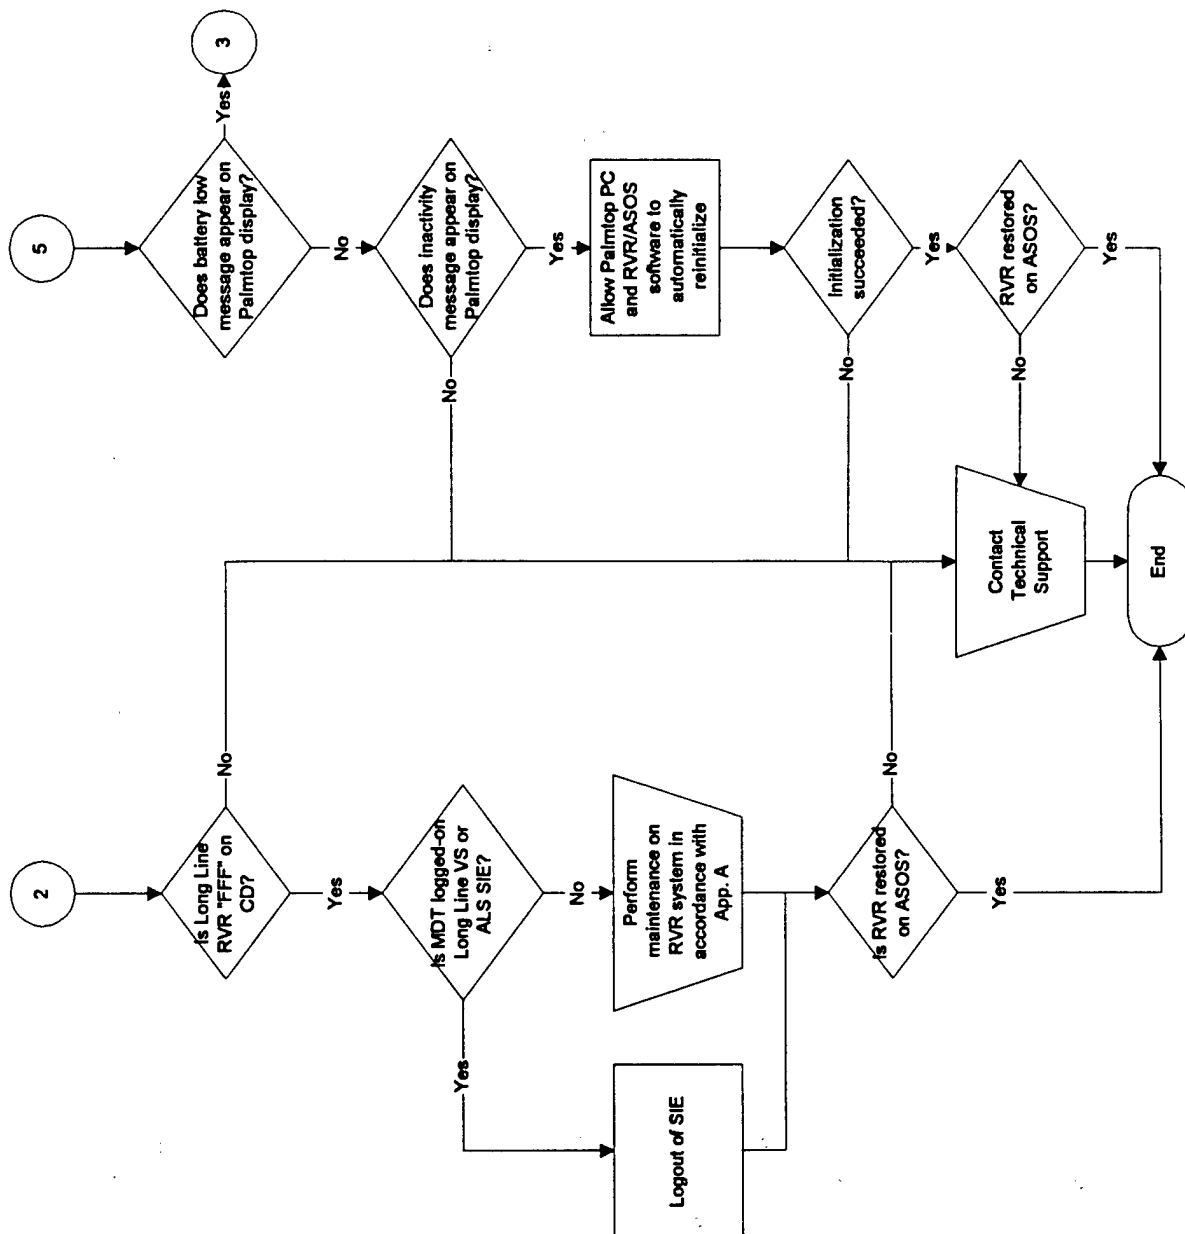 2
Is Long Line
RVR "FFF" on
CD?
No
Yes
Is MDT logged-on
Long Line VS or
ALS SIE?
Yes
No
Logout of SIE
Perform
maintenance on
RVR system in
accordance with
App. A
Is RVR restored
on ASOS?
No
Yes
5
Does battery low
message appear on
Palmtop display?
Yes
3
No
Does inactivity
message appear on
Palmtop display?
No
Yes
Allow Palmtop PC
and RVR/ASOS
software to
automatically
reinitialize
Initialization
succeeded?
No
Yes
RVR restored
on ASOS?
No
Yes
Contact
Technical
Support
End